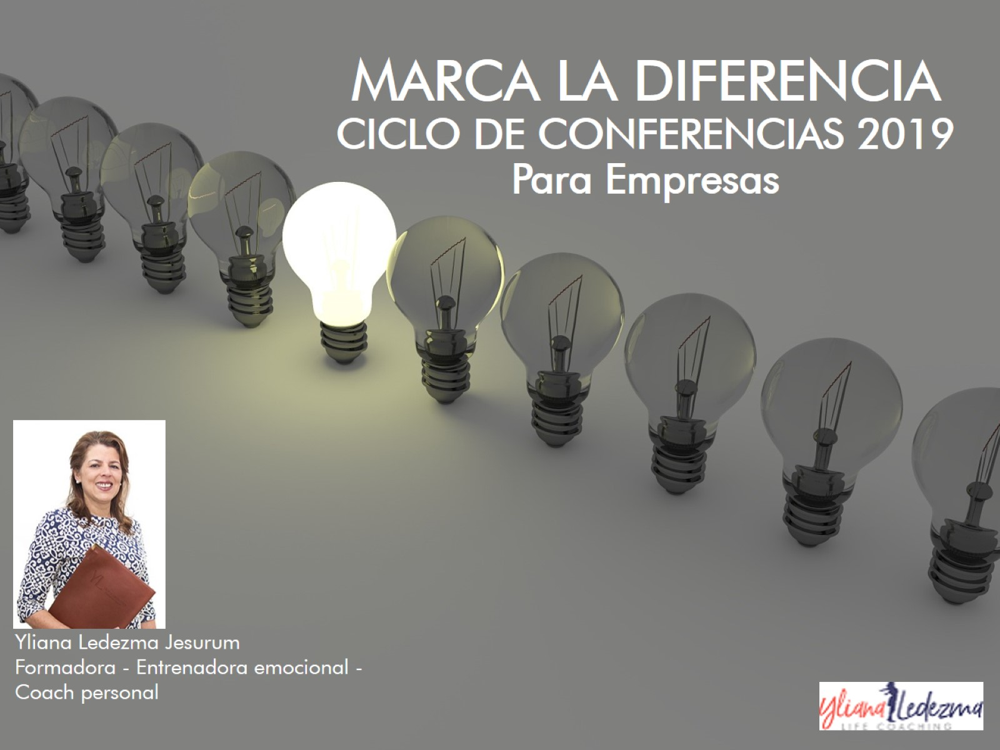 MARCA LA DIFERENCIA
CICLO DE CONFERENCIAS 2019
Para Empresas
YL
Yliana Ledezma Jesurum
Formadora - Entrenadora emocional -
Coach personal
Yliana Ledezma
LIFE COACHING